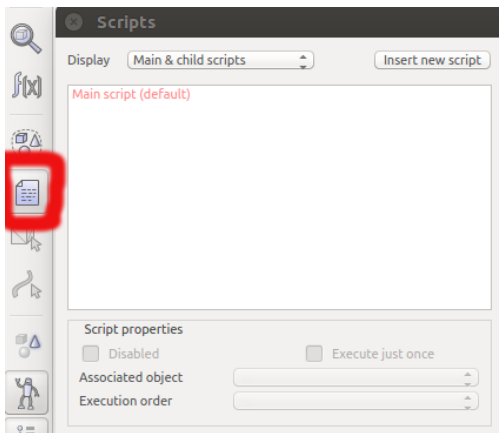 Scripts
Display Main & child scripts Insert new script
f(x)
Main script (default)
Script properties
Disabled Execute just once
Associated object
Execution order